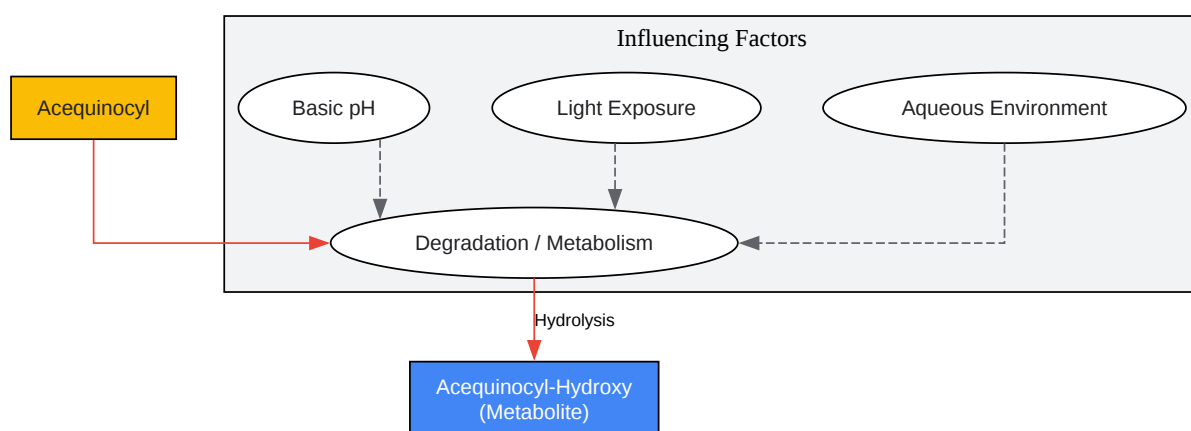 Influencing Factors
Acequinocyl
Basic pH
Light Exposure
Aqueous Environment
Degradation / Metabolism
Hydrolysis
Acequinocyl-Hydroxy
(Metabolite)